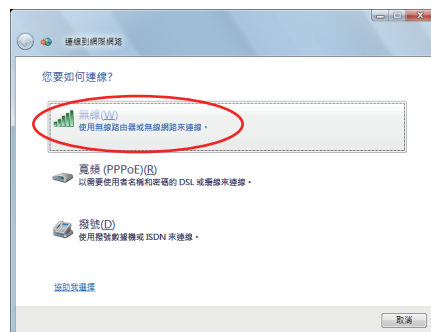 連線到網際網路
您要如何連線?
無線(W)
使用無線路由器或無線網路來連線。
寬頻 (PPPoE)(R)
以需要使用者名稱和密碼的 DSL 或纜線來連線。
撥號(D)
使用撥號數據機或 ISDN 來連線。
協助我選擇
取消